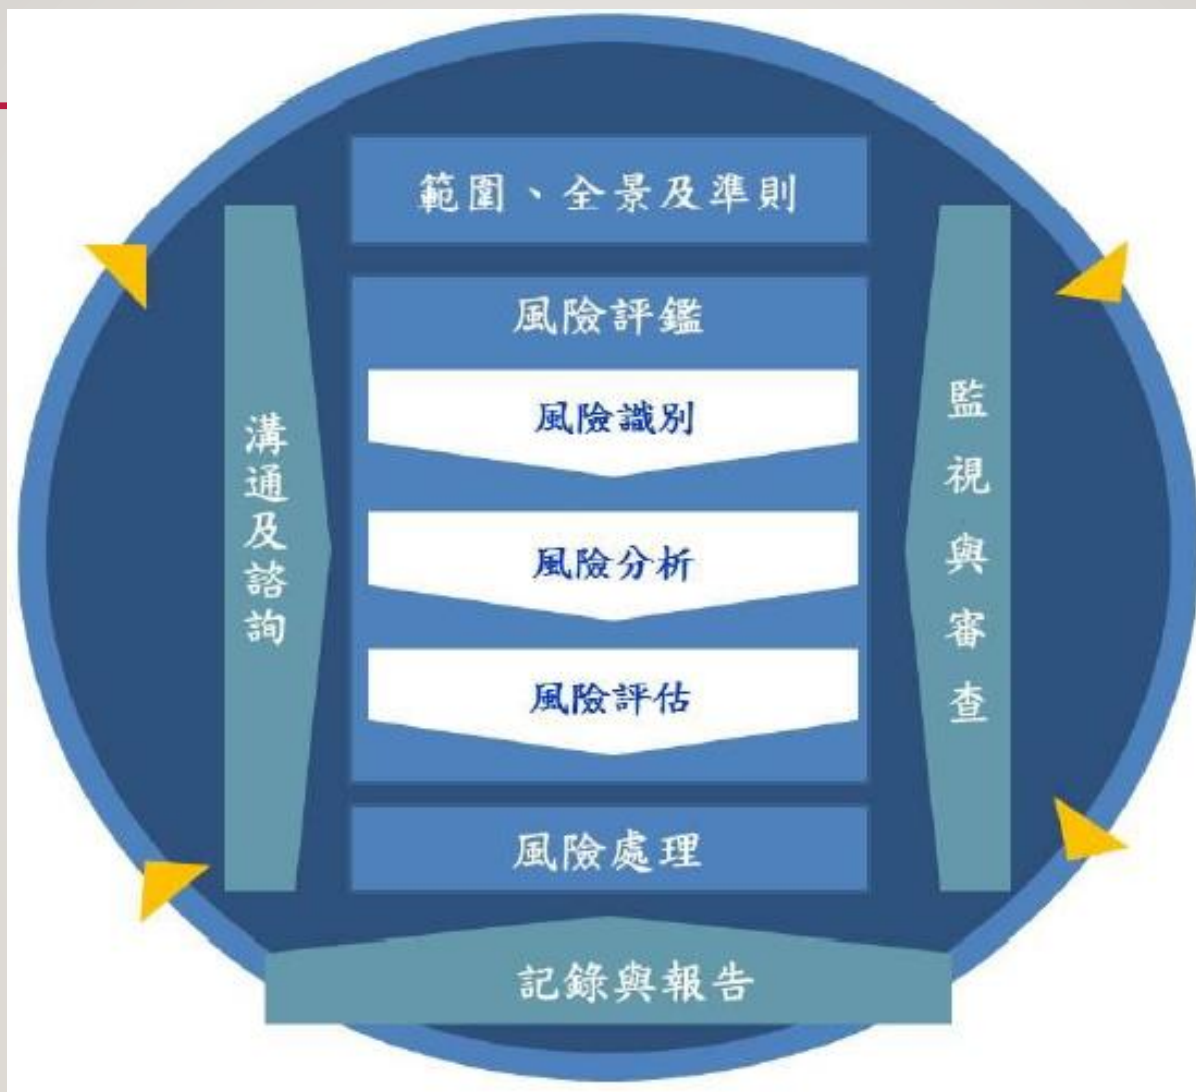 範圍、全景及準則
風險評鑑
風險識別
風險分析
風險評估
風險處理
溝通及諮詢
監視與審查
記錄與報告